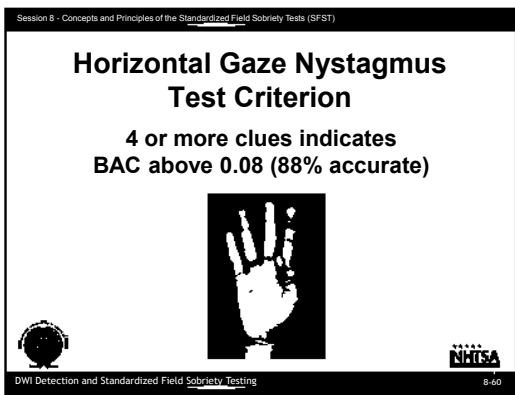 Session 8 - Concepts and Principles of the Standardized Field Sobriety Tests (SFST)
Horizontal Gaze Nystagmus
Test Criterion
4 or more clues indicates
BAC above 0.08 (88% accurate)
NHTSA
DWI Detection and Standardized Field Sobriety Testing
8-60